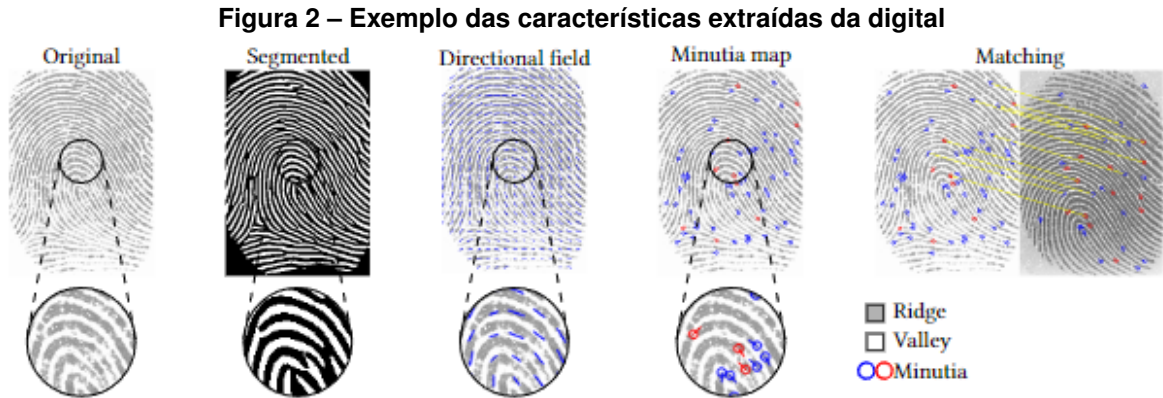 Figura 2 – Exemplo das características extraídas da digital
Original
Segmented
Directional field
Minutia map
Matching
Ridge
Valley
Minutia